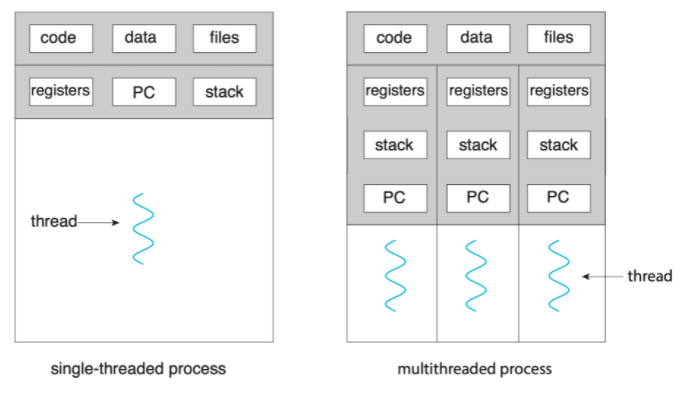 code data files
registers PC stack
thread
single-threaded process
code data files
registers registers registers
stack stack stack
PC PC PC
thread
multithreaded process